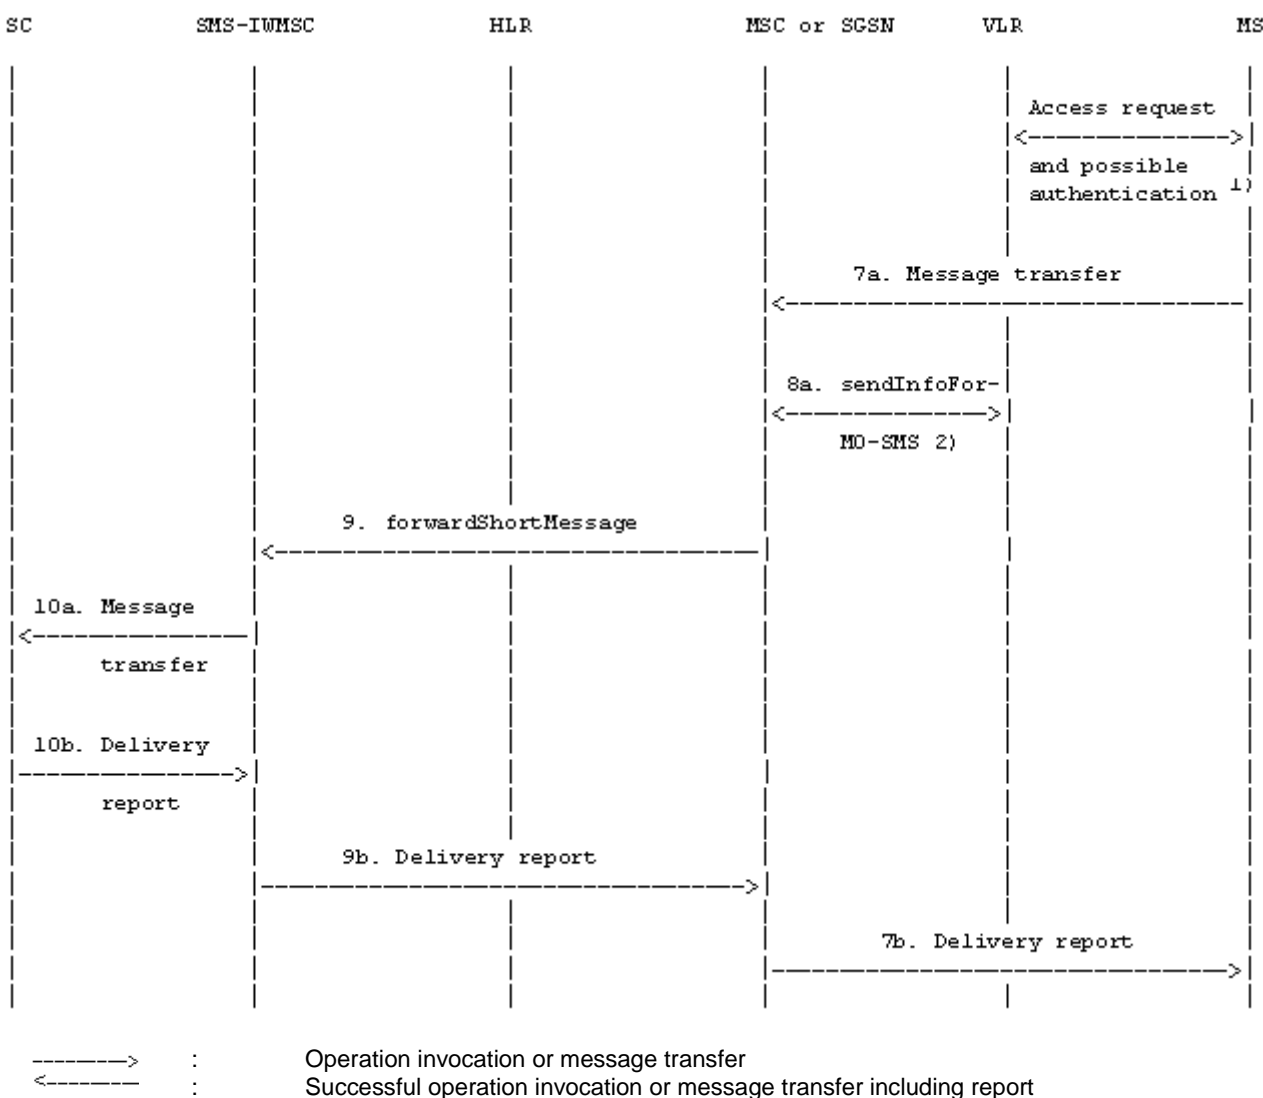 SC SMS-IWMSC HLR MSC or SGSN VLR MS
Access request
and possible
authentication 1)
7a. Message transfer
8a. sendInfoFor-
MO-SMS 2)
9. forwardShortMessage
10a. Message
transfer
10b. Delivery
report
9b. Delivery report
7b. Delivery report
: Operation invocation or message transfer
: Successful operation invocation or message transfer including report